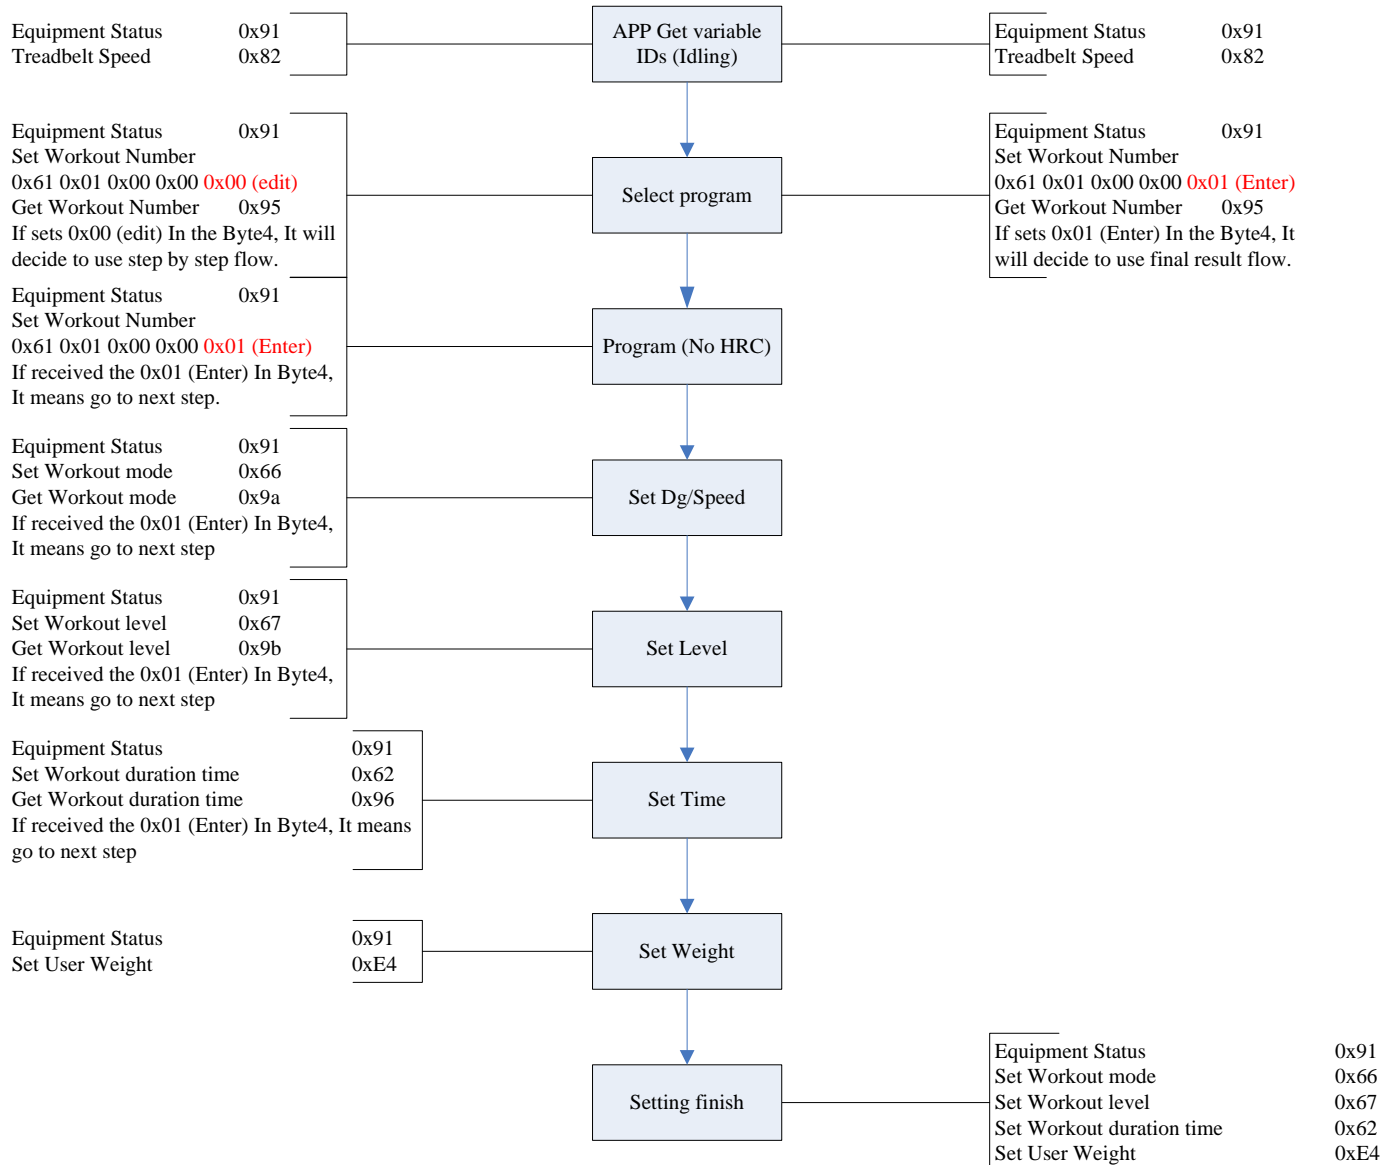 Equipment Status 0x91
Treadbelt Speed 0x82
APP Get variable
IDs (Idling)
Equipment Status 0x91
Treadbelt Speed 0x82
Equipment Status 0x91
Set Workout Number
0x61 0x01 0x00 0x00 0x00 (edit)
Get Workout Number 0x95
If sets 0x00 (edit) In the Byte4, It will
decide to use step by step flow.
Select program
Equipment Status 0x91
Set Workout Number
0x61 0x01 0x00 0x00 0x01 (Enter)
Get Workout Number 0x95
If sets 0x01 (Enter) In the Byte4, It
will decide to use final result flow.
Equipment Status 0x91
Set Workout Number
0x61 0x01 0x00 0x00 0x01 (Enter)
If received the 0x01 (Enter) In Byte4,
It means go to next step.
Program (No HRC)
Equipment Status 0x91
Set Workout mode 0x66
Get Workout mode 0x9a
If received the 0x01 (Enter) In Byte4,
It means go to next step
Set Dg/Speed
Equipment Status 0x91
Set Workout level 0x67
Get Workout level 0x9b
If received the 0x01 (Enter) In Byte4,
It means go to next step
Set Level
Equipment Status 0x91
Set Workout duration time 0x62
Get Workout duration time 0x96
If received the 0x01 (Enter) In Byte4, It means
go to next step
Set Time
Equipment Status 0x91
Set User Weight 0xE4
Set Weight
Setting finish
Equipment Status 0x91
Set Workout mode 0x66
Set Workout level 0x67
Set Workout duration time 0x62
Set User Weight 0xE4